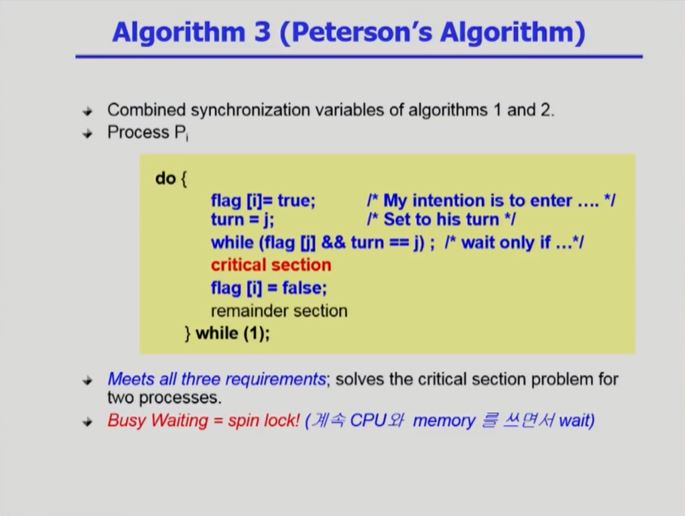 Algorithm 3 (Peterson's Algorithm)
Combined synchronization variables of algorithms 1 and 2.
Process Pi
do {
flag [i]= true; /* My intention is to enter .... */
turn = j; /* Set to his turn */
while (flag [j] && turn == j) ; /* wait only if ...*/
critical section
flag [i] = false;
remainder section
} while (1);
Meets all three requirements; solves the critical section problem for
two processes.
Busy Waiting = spin lock! (계속 CPU와 memory 를 쓰면서 wait)